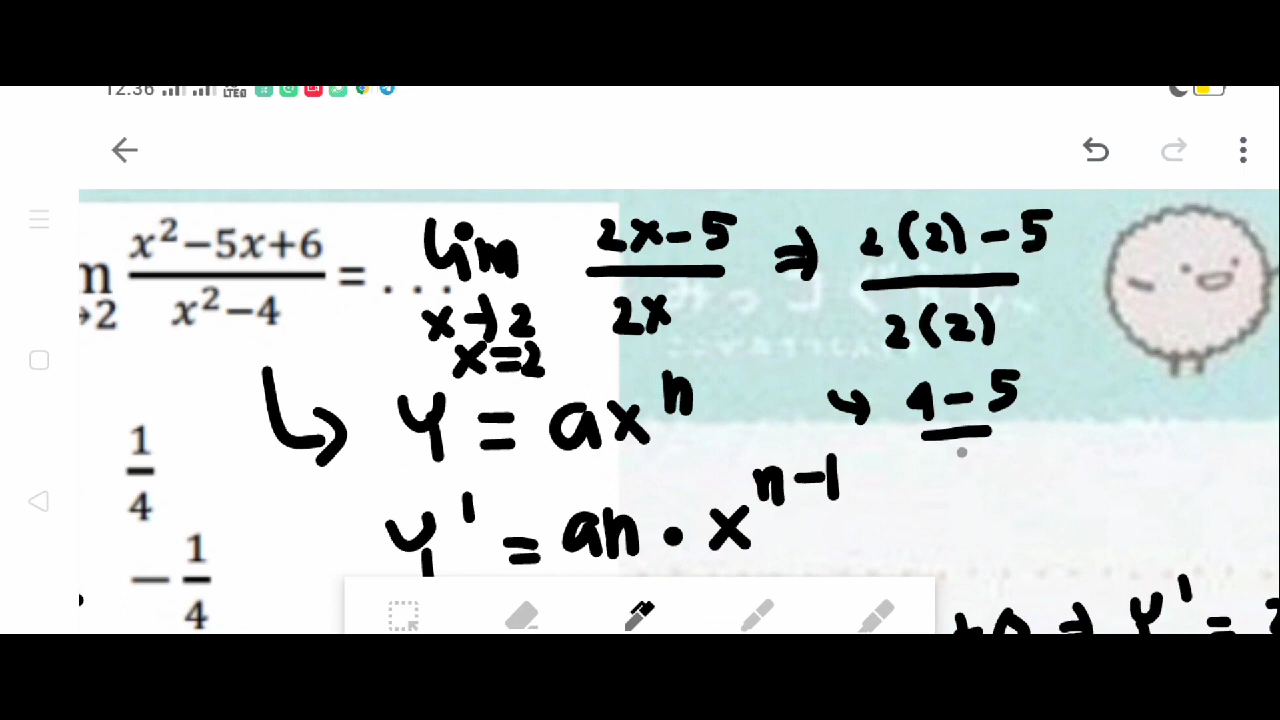 12.36
m x²−5x+6 / x²−4 = ...
→2
lim 2x−5 / 2x ⇒ 2(2)−5 / 2(2)
x→2
x=2
↳ y = axⁿ
↳ 4−5
1/4
y' = an · xⁿ⁻¹
−1/4
⇒ y' =